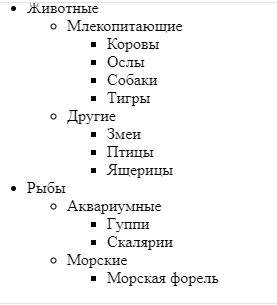 Животные
Млекопитающие
Коровы
Ослы
Собаки
Тигры
Другие
Змеи
Птицы
Ящерицы
Рыбы
Аквариумные
Гуппи
Скалярии
Морские
Морская форель